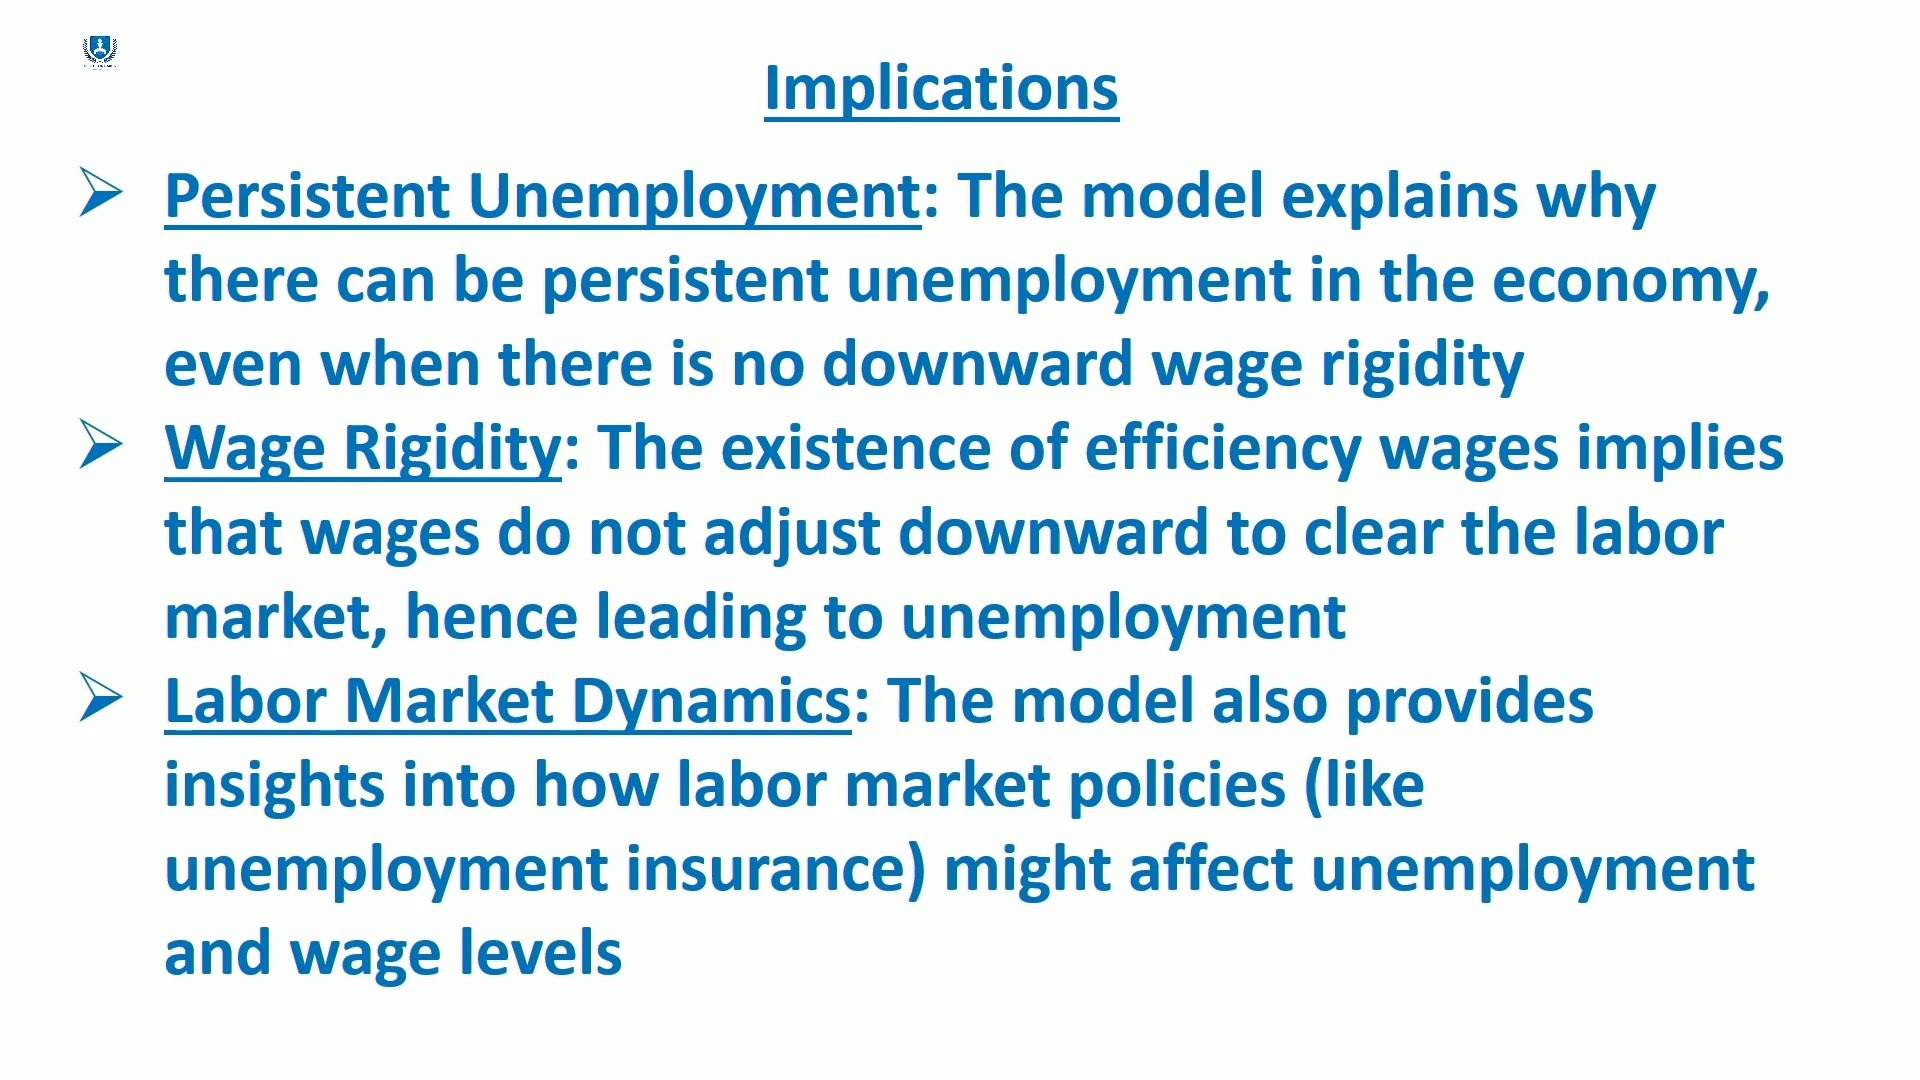 Implications
➢ Persistent Unemployment: The model explains why
there can be persistent unemployment in the economy,
even when there is no downward wage rigidity
➢ Wage Rigidity: The existence of efficiency wages implies
that wages do not adjust downward to clear the labor
market, hence leading to unemployment
➢ Labor Market Dynamics: The model also provides
insights into how labor market policies (like
unemployment insurance) might affect unemployment
and wage levels